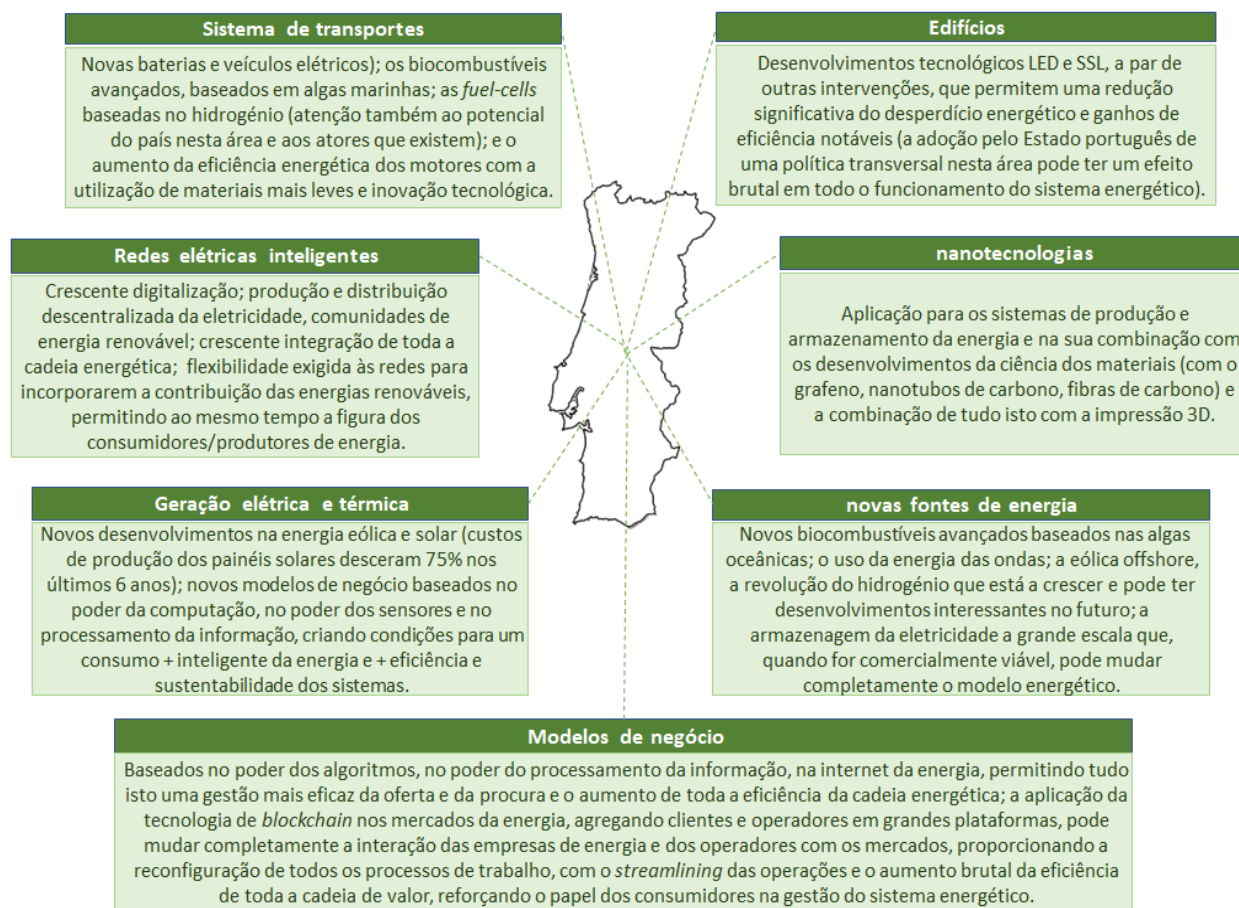 Sistema de transportes
Novas baterias e veículos elétricos); os biocombustíveis
avançados, baseados em algas marinhas; as fuel-cells
baseadas no hidrogénio (atenção também ao potencial
do país nesta área e aos atores que existem); e o
aumento da eficiência energética dos motores com a
utilização de materiais mais leves e inovação tecnológica.
Edifícios
Desenvolvimentos tecnológicos LED e SSL, a par de
outras intervenções, que permitem uma redução
significativa do desperdício energético e ganhos de
eficiência notáveis (a adoção pelo Estado português de
uma política transversal nesta área pode ter um efeito
brutal em todo o funcionamento do sistema energético).
Redes elétricas inteligentes
Crescente digitalização; produção e distribuição
descentralizada da eletricidade, comunidades de
energia renovável; crescente integração de toda a
cadeia energética; flexibilidade exigida às redes para
incorporarem a contribuição das energias renováveis,
permitindo ao mesmo tempo a figura dos
consumidores/produtores de energia.
nanotecnologias
Aplicação para os sistemas de produção e
armazenamento da energia e na sua combinação com
os desenvolvimentos da ciência dos materiais (com o
grafeno, nanotubos de carbono, fibras de carbono) e
a combinação de tudo isto com a impressão 3D.
Geração elétrica e térmica
Novos desenvolvimentos na energia eólica e solar (custos
de produção dos painéis solares desceram 75% nos
últimos 6 anos); novos modelos de negócio baseados no
poder da computação, no poder dos sensores e no
processamento da informação, criando condições para um
consumo + inteligente da energia e + eficiência e
sustentabilidade dos sistemas.
novas fontes de energia
Novos biocombustíveis avançados baseados nas algas
oceânicas; o uso da energia das ondas; a eólica offshore,
a revolução do hidrogénio que está a crescer e pode ter
desenvolvimentos interessantes no futuro; a
armazenagem da eletricidade a grande escala que,
quando for comercialmente viável, pode mudar
completamente o modelo energético.
Modelos de negócio
Baseados no poder dos algoritmos, no poder do processamento da informação, na internet da energia, permitindo tudo
isto uma gestão mais eficaz da oferta e da procura e o aumento de toda a eficiência da cadeia energética; a aplicação da
tecnologia de blockchain nos mercados da energia, agregando clientes e operadores em grandes plataformas, pode
mudar completamente a interação das empresas de energia e dos operadores com os mercados, proporcionando a
reconfiguração de todos os processos de trabalho, com o streamlining das operações e o aumento brutal da eficiência
de toda a cadeia de valor, reforçando o papel dos consumidores na gestão do sistema energético.